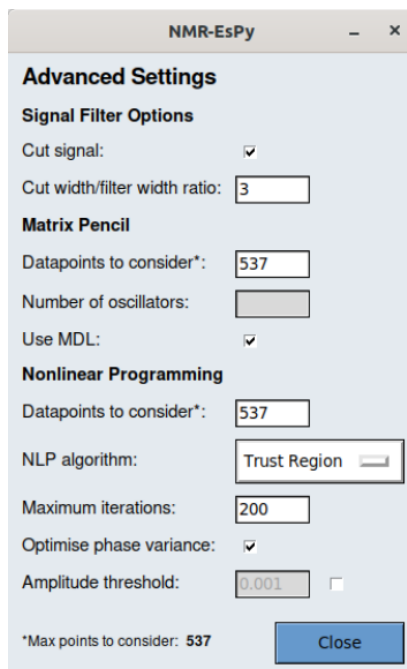 NMR-EsPy
Advanced Settings
Signal Filter Options
Cut signal:
Cut width/filter width ratio: 3
Matrix Pencil
Datapoints to consider*: 537
Number of oscillators:
Use MDL:
Nonlinear Programming
Datapoints to consider*: 537
NLP algorithm: Trust Region
Maximum iterations: 200
Optimise phase variance:
Amplitude threshold: 0.001
*Max points to consider: 537 Close